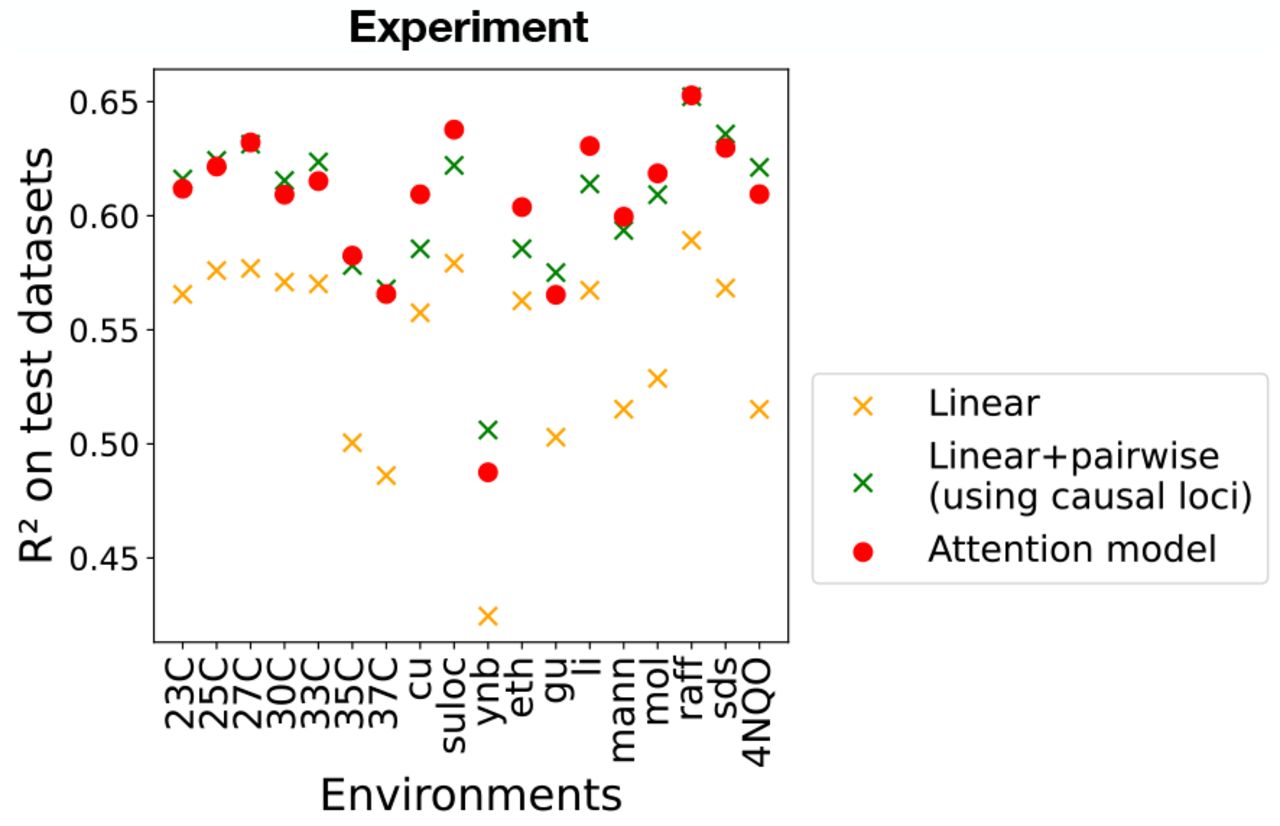 Experiment
R² on test datasets
0.65
0.60
0.55
0.50
0.45
23C
25C
27C
30C
33C
35C
37C
cu
suloc
ynb
eth
gu
li
mann
mol
raff
sds
4NQO
Environments
Linear
Linear+pairwise
(using causal loci)
Attention model